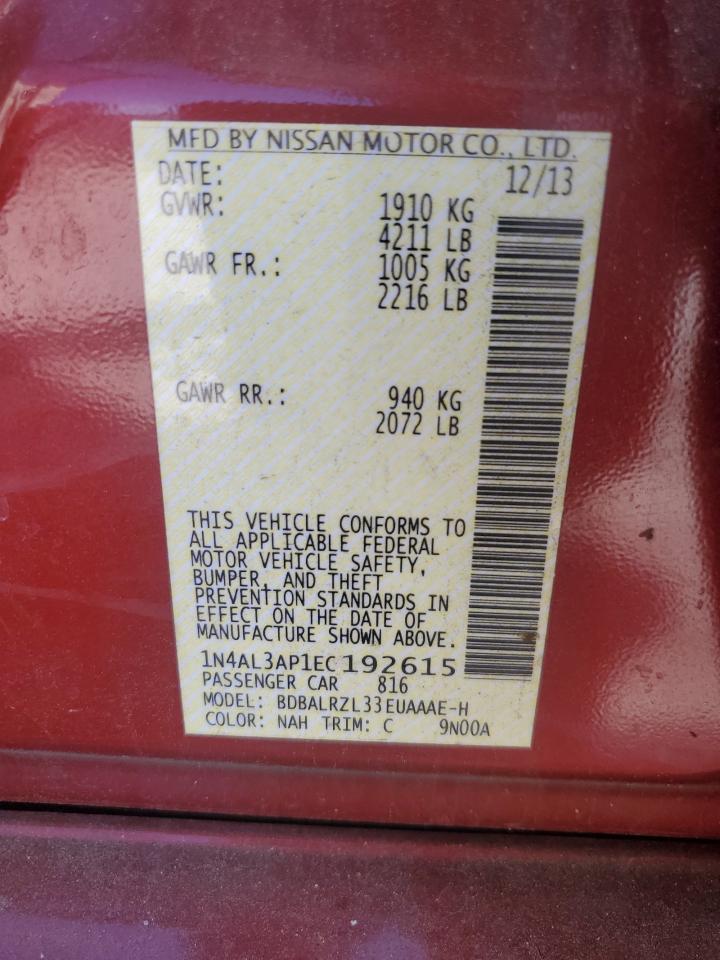 MFD BY NISSAN MOTOR CO., LTD.
DATE: 12/13
GVWR: 1910 KG
4211 LB
GAWR FR.: 1005 KG
2216 LB
GAWR RR.: 940 KG
2072 LB
THIS VEHICLE CONFORMS TO
ALL APPLICABLE FEDERAL
MOTOR VEHICLE SAFETY,
BUMPER, AND THEFT
PREVENTION STANDARDS IN
EFFECT ON THE DATE OF
MANUFACTURE SHOWN ABOVE.
1N4AL3AP1EC192615
PASSENGER CAR 816
MODEL: BDBALRZL33EUAAAE-H
COLOR: NAH TRIM: C 9N00A